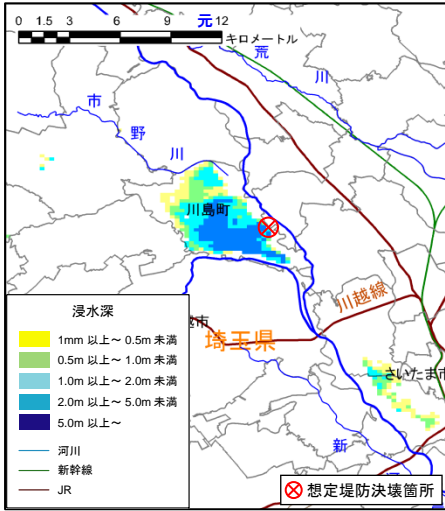 0 1.5 3 6 9 12
キロメートル
元
荒
川
市
野
川
川島町
川越線
越市
埼玉県
さいたま市
新
浸水深
1mm 以上～ 0.5m 未満
0.5m 以上～ 1.0m 未満
1.0m 以上～ 2.0m 未満
2.0m 以上～ 5.0m 未満
5.0m 以上～
河川
新幹線
JR
想定堤防決壊箇所